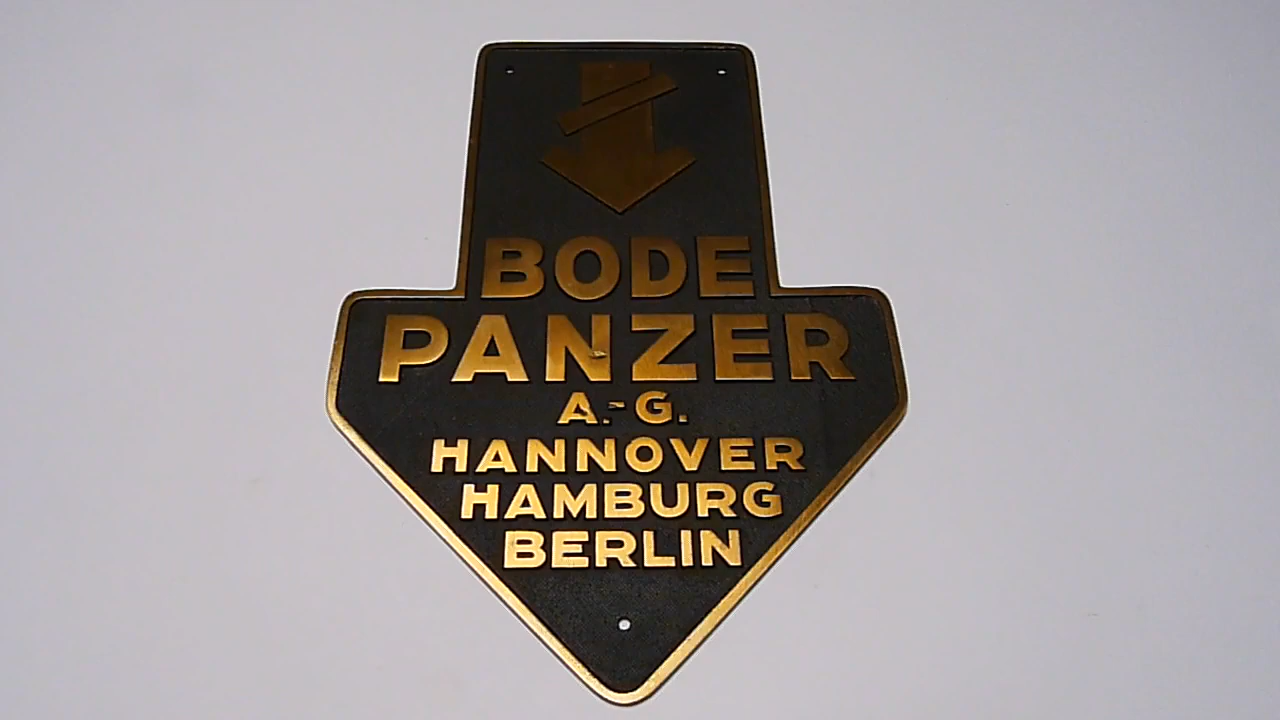 BODE
PANZER
A.-G.
HANNOVER
HAMBURG
BERLIN